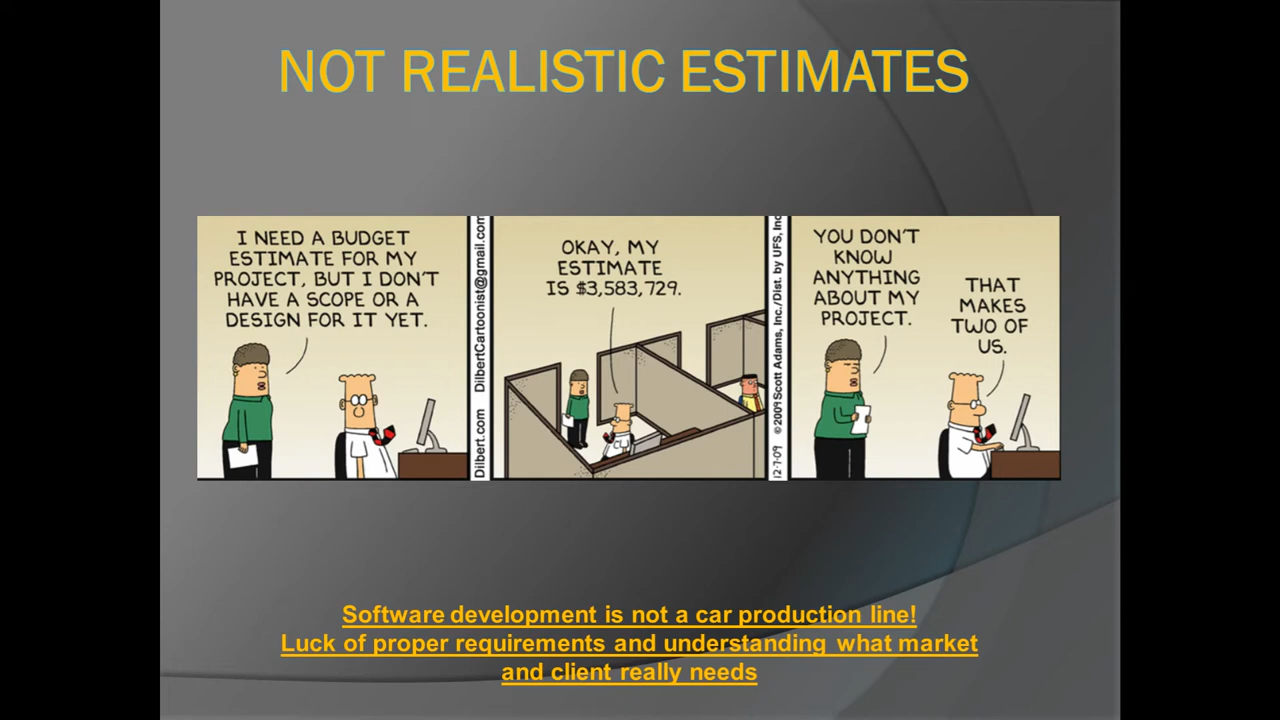 NOT REALISTIC ESTIMATES
I NEED A BUDGET
ESTIMATE FOR MY
PROJECT, BUT I DON'T
HAVE A SCOPE OR A
DESIGN FOR IT YET.
Dilbert.com DilbertCartoonist@gmail.com
OKAY, MY
ESTIMATE
IS $3,583,729.
12-7-09 ©2009 Scott Adams, Inc./Dist. by UFS, Inc
YOU DON'T
KNOW
ANYTHING
ABOUT MY
PROJECT.
THAT
MAKES
TWO OF
US.
Software development is not a car production line!
Luck of proper requirements and understanding what market
and client really needs